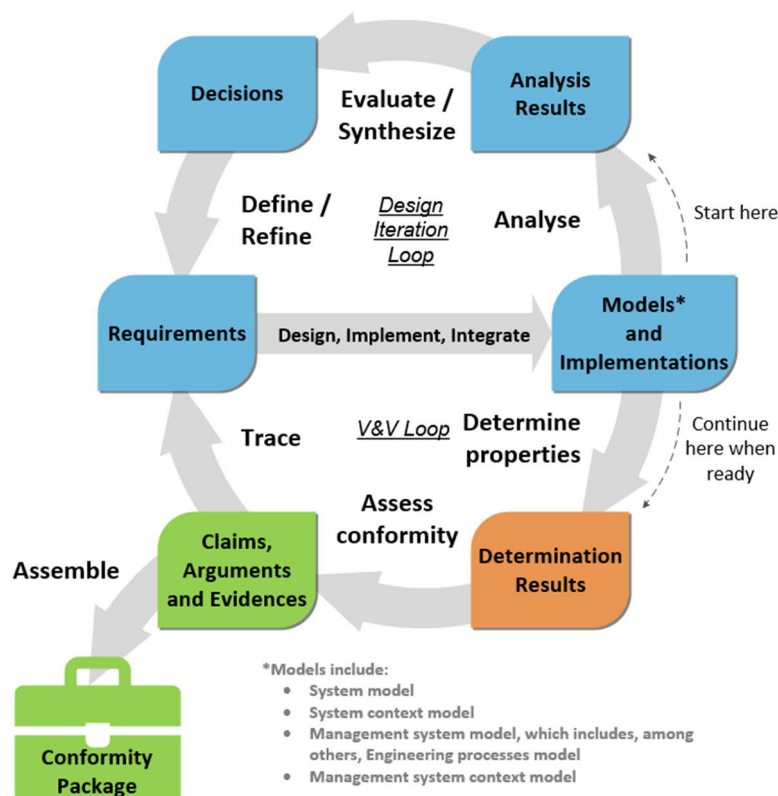 Decisions
Analysis
Results
Evaluate /
Synthesize
Define /
Refine
Design
Iteration
Loop
Analyse
Start here
Requirements
Design, Implement, Integrate
Models*
and
Implementations
Trace
V&V Loop
Determine
properties
Continue
here when
ready
Assess
conformity
Claims,
Arguments
and Evidences
Determination
Results
Assemble
Conformity
Package
*Models include:
• System model
• System context model
• Management system model, which includes, among
others, Engineering processes model
• Management system context model